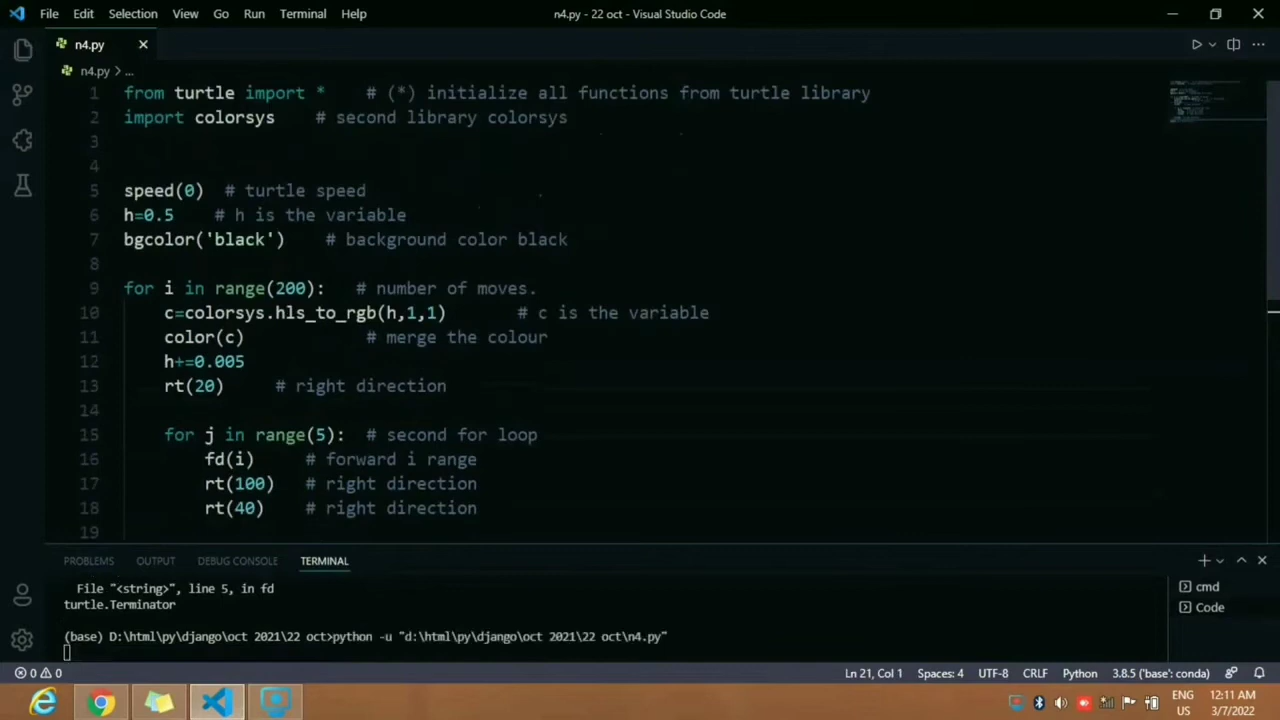 File Edit Selection View Go Run Terminal Help n4.py - 22 oct - Visual Studio Code
n4.py
n4.py > ...
1 from turtle import * # (*) initialize all functions from turtle library
2 import colorsys # second library colorsys
3
4
5 speed(0) # turtle speed
6 h=0.5 # h is the variable
7 bgcolor('black') # background color black
8
9 for i in range(200): # number of moves.
10 c=colorsys.hls_to_rgb(h,1,1) # c is the variable
11 color(c) # merge the colour
12 h+=0.005
13 rt(20) # right direction
14
15 for j in range(5): # second for loop
16 fd(i) # forward i range
17 rt(100) # right direction
18 rt(40) # right direction
19
PROBLEMS OUTPUT DEBUG CONSOLE TERMINAL
File "<string>", line 5, in fd
turtle.Terminator
(base) D:\html\py\django\oct 2021\22 oct>python -u "d:\html\py\django\oct 2021\22 oct\n4.py"
cmd
Code
0 0 Ln 21, Col 1 Spaces: 4 UTF-8 CRLF Python 3.8.5 ('base': conda)
ENG 12:11 AM
US 3/7/2022